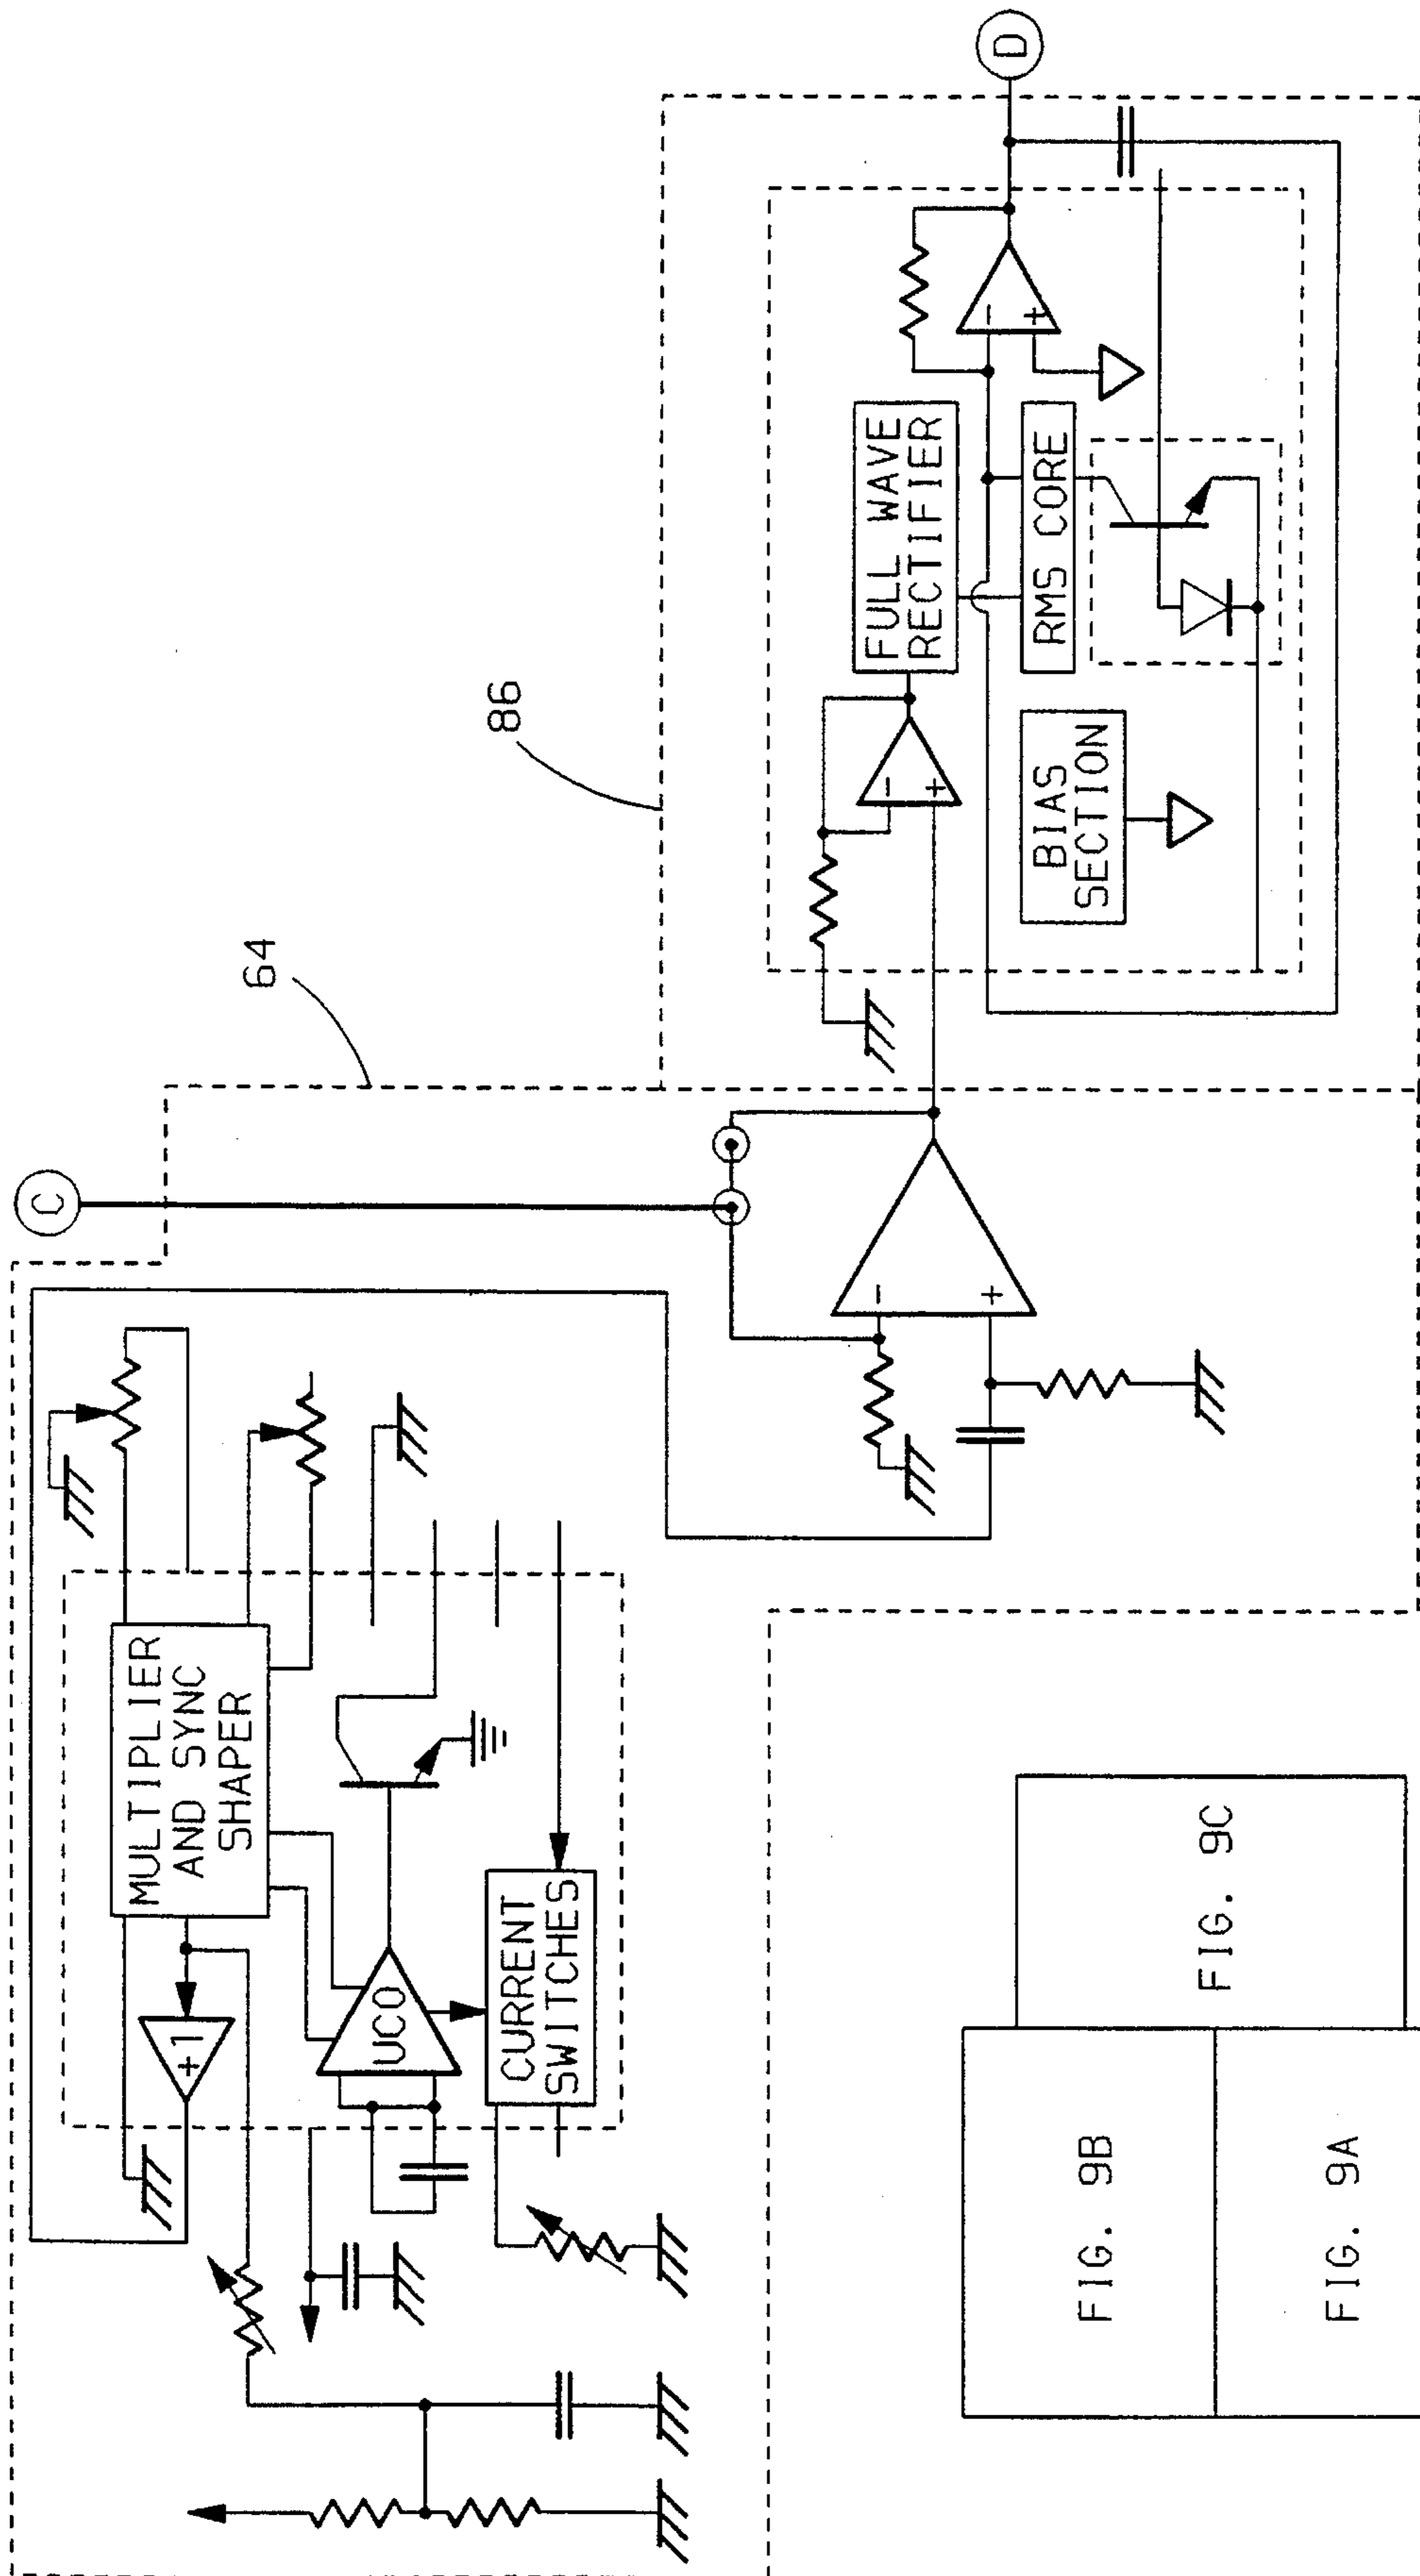 C
64
86
D
MULTIPLIER
AND SYNC
SHAPER
+1
UCO
CURRENT
SWITCHES
-
+
-
+
FULL WAVE
RECTIFIER
RMS CORE
BIAS
SECTION
-
+
FIG. 9B
FIG. 9A
FIG. 9C